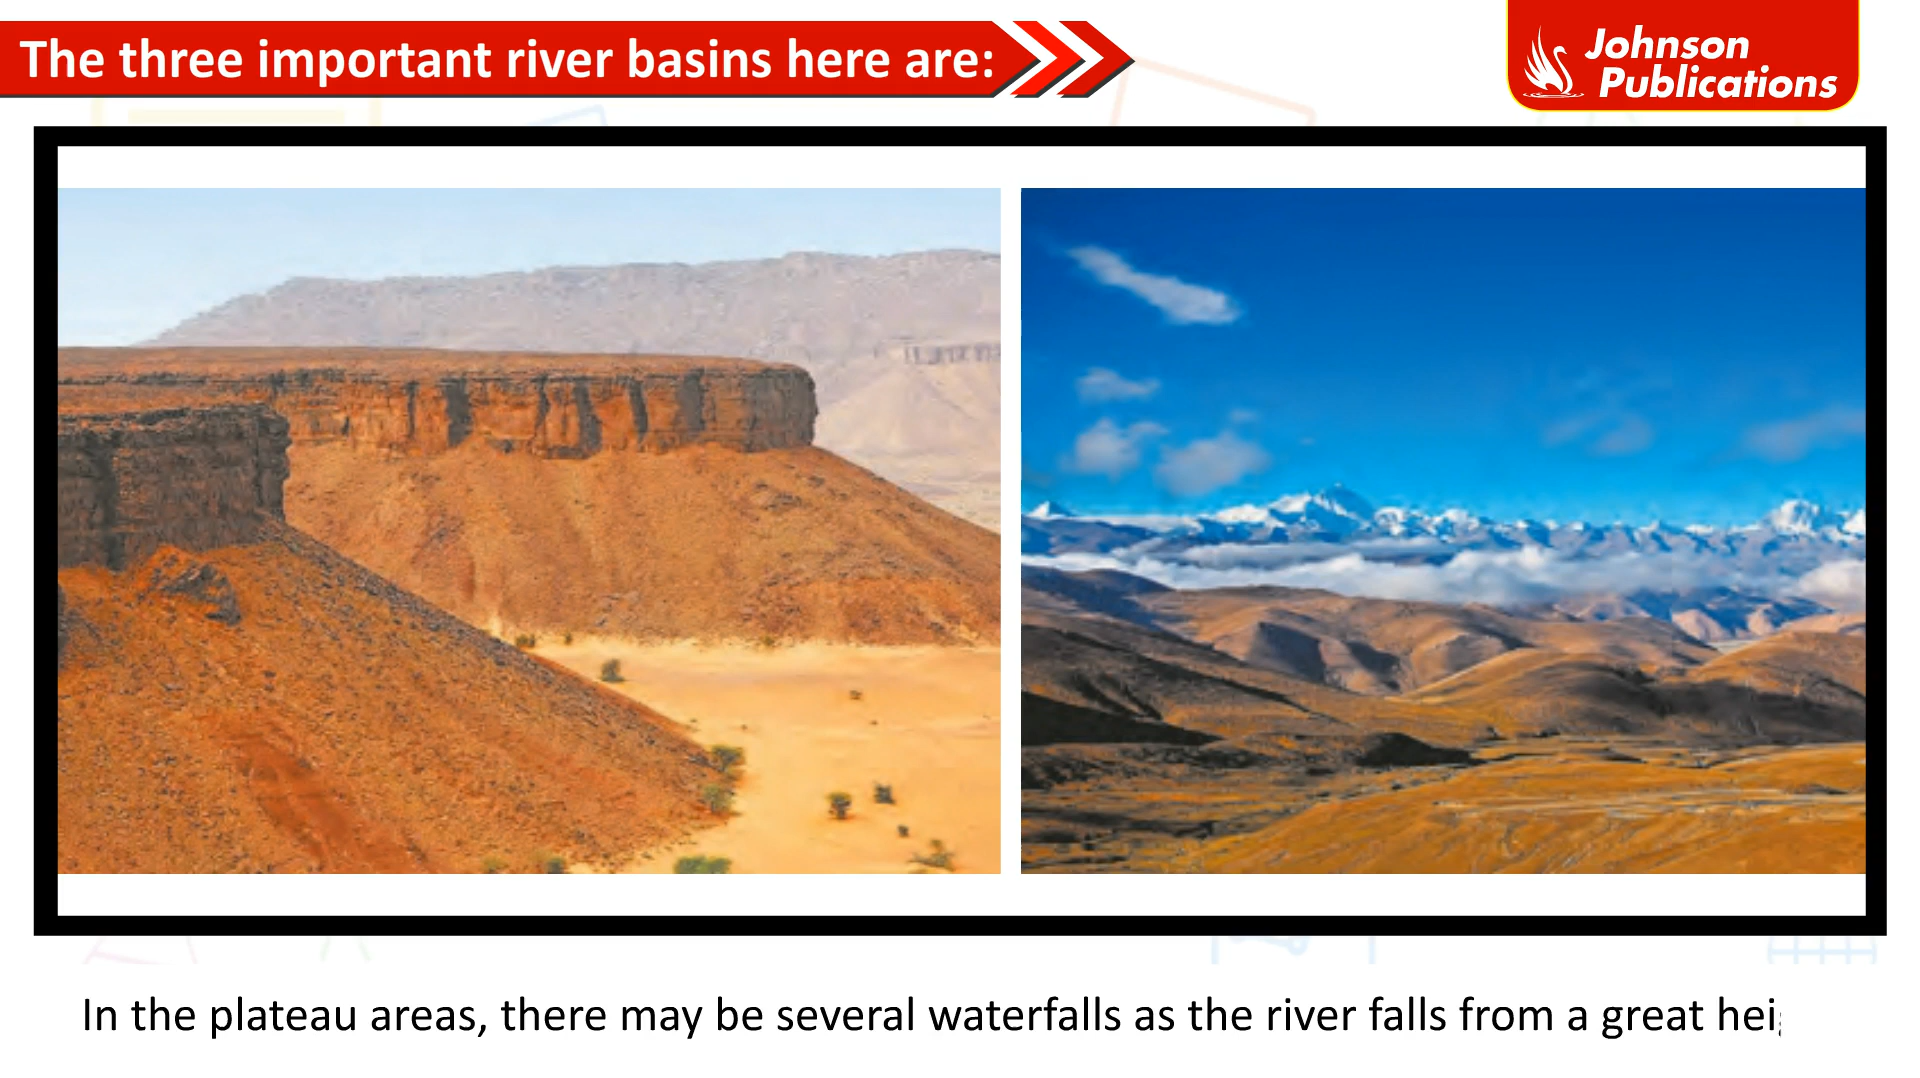 The three important river basins here are:
Johnson
Publications
In the plateau areas, there may be several waterfalls as the river falls from a great